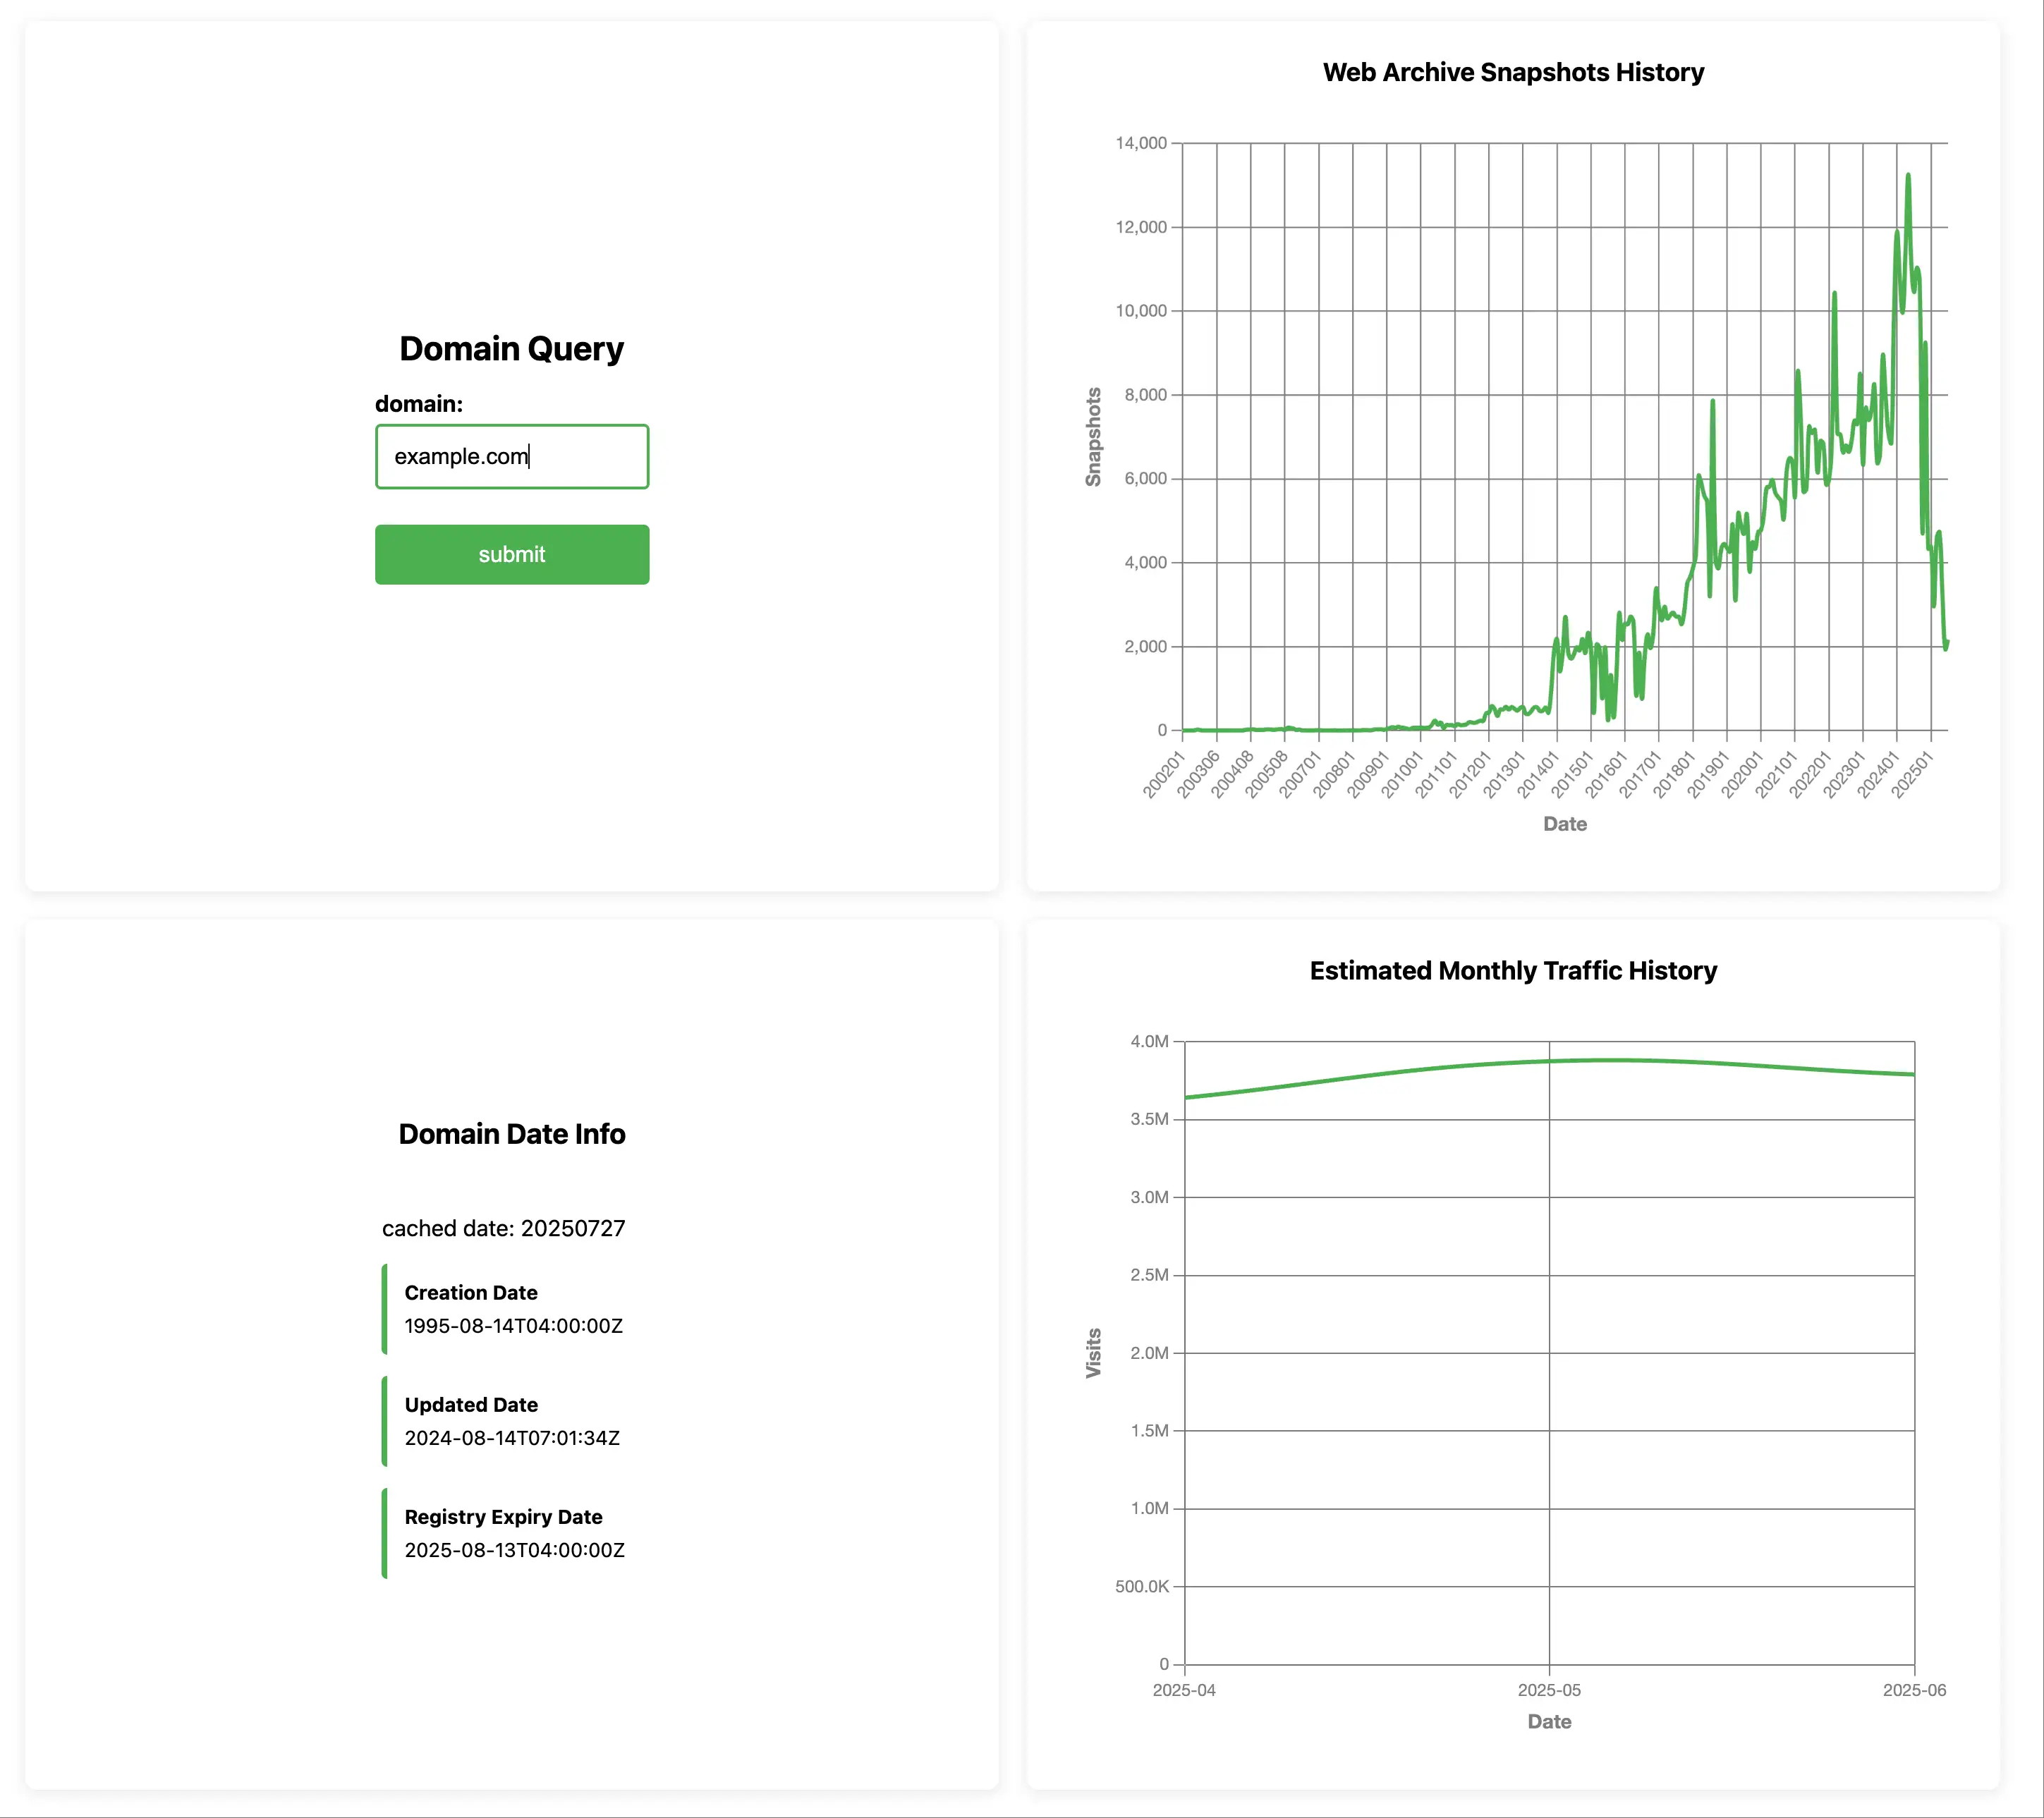 Domain Query
domain:
example.com
submit
Web Archive Snapshots History
14,000
12,000
10,000
8,000
6,000
4,000
2,000
0
Snapshots
200201
200306
200408
200508
200701
200801
200901
201001
201101
201201
201301
201401
201501
201601
201701
201801
201901
202001
202101
202201
202301
202401
202501
Date
Domain Date Info
cached date: 20250727
Creation Date
1995-08-14T04:00:00Z
Updated Date
2024-08-14T07:01:34Z
Registry Expiry Date
2025-08-13T04:00:00Z
Estimated Monthly Traffic History
4.0M
3.5M
3.0M
2.5M
2.0M
1.5M
1.0M
500.0K
0
Visits
2025-04
2025-05
2025-06
Date